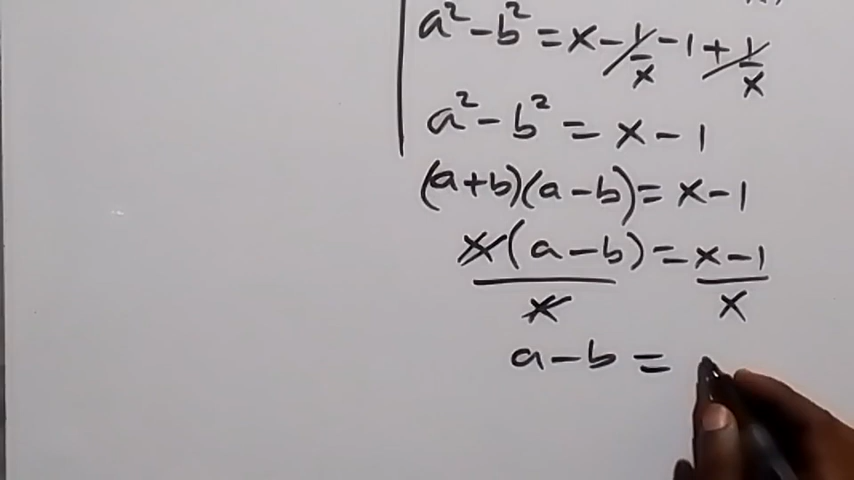 a² - b² = x - 1/x - 1 + 1/x
a² - b² = x - 1
(a+b)(a-b) = x - 1
x(a-b)/x = x-1/x
a - b =